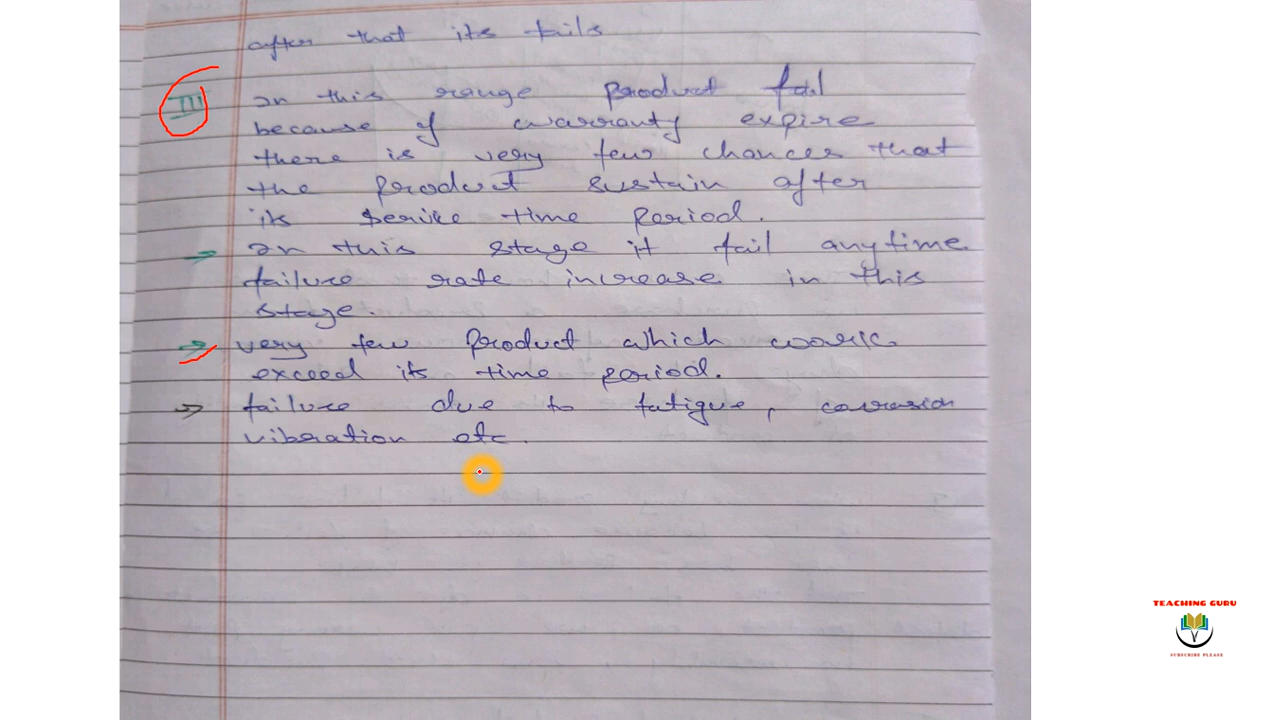 after that its fails
III In this range product fail
because of warranty expire
there is very few chances that
the product sustain after
its service time period.
→ In this stage it fail anytime
failure rate increase in this
stage.
→ very few product which work
exceed its time period.
→ failure due to fatigue, corrosion
vibration etc.
TEACHING GURU
SUBSCRIBE PLEASE